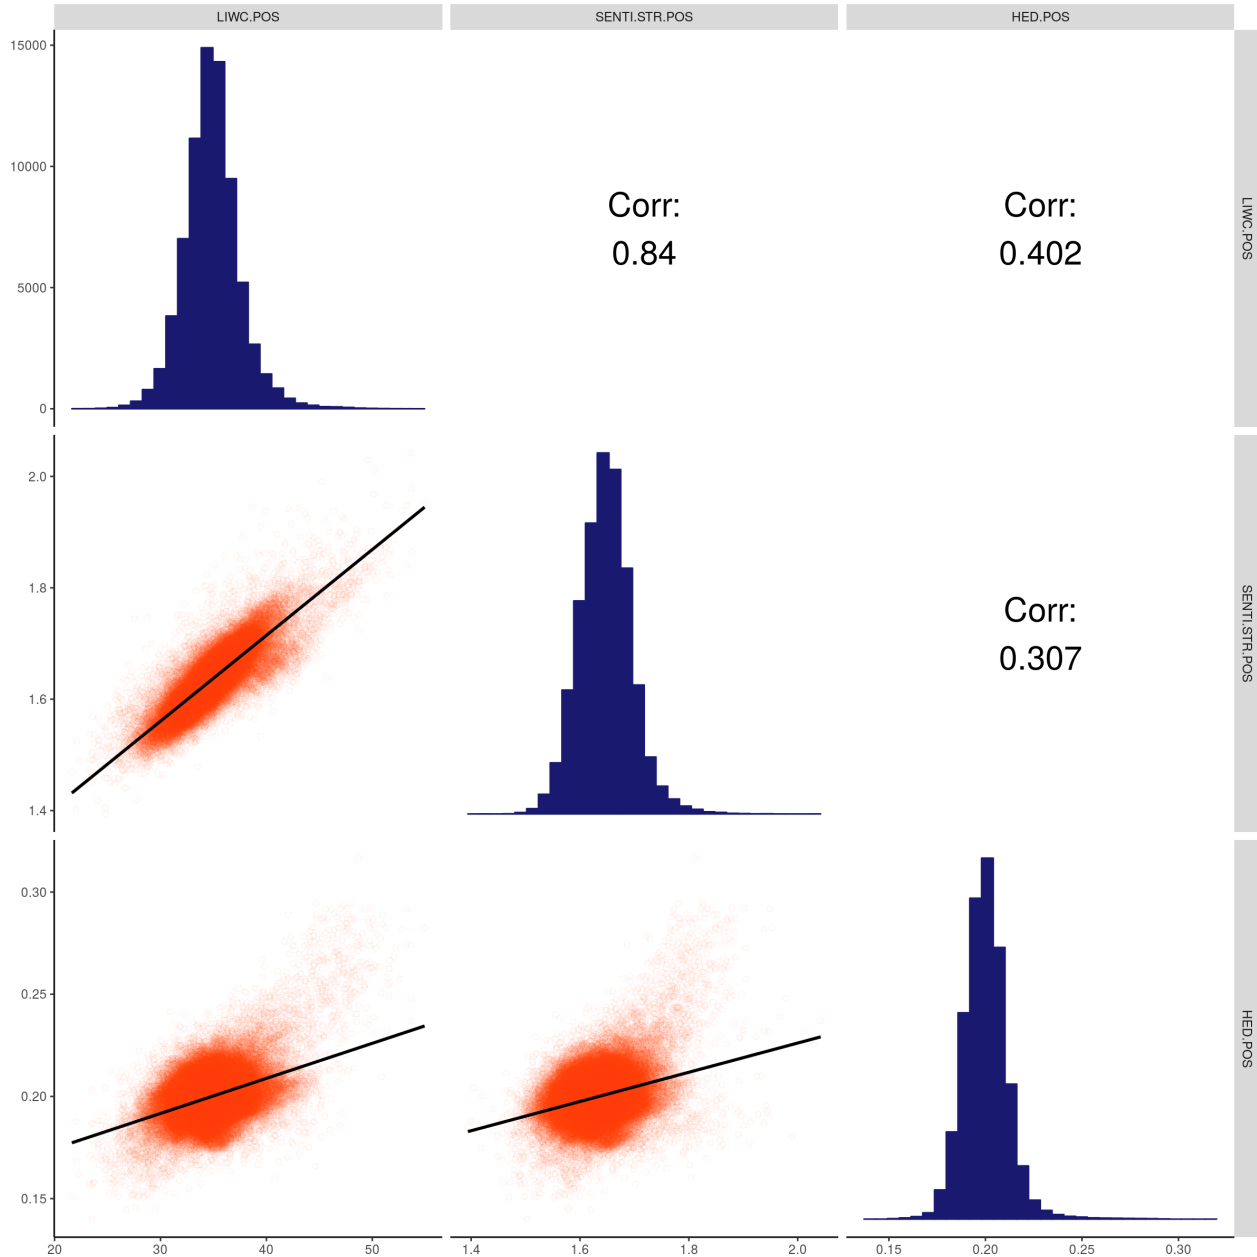 LIWC.POS SENTI.STR.POS HED.POS
15000
10000
5000
0
Corr:
0.84
Corr:
0.402
LIWC.POS
2.0
1.8
1.6
1.4
Corr:
0.307
SENTI.STR.POS
0.30
0.25
0.20
0.15
HED.POS
20 30 40 50 1.4 1.6 1.8 2.0 0.15 0.20 0.25 0.30